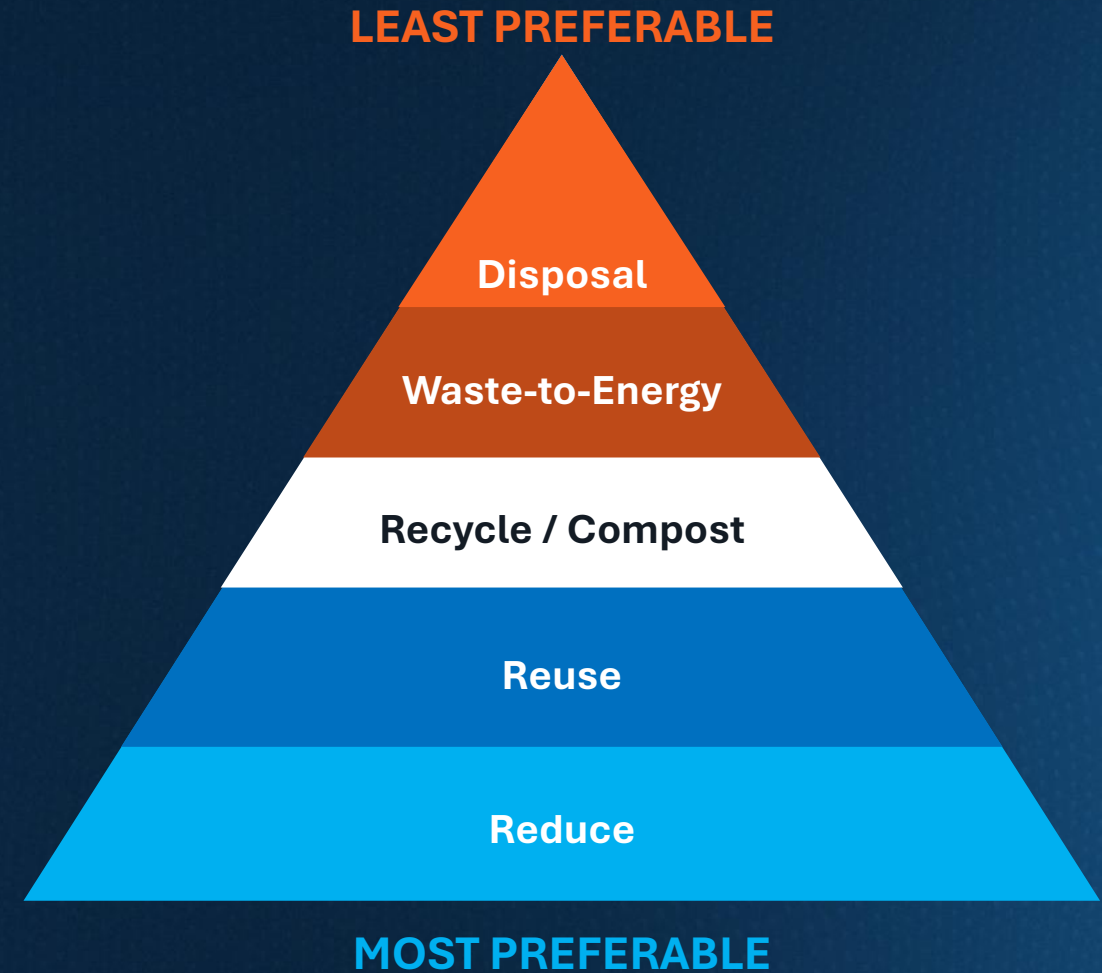 LEAST PREFERABLE
Disposal
Waste-to-Energy
Recycle / Compost
Reuse
Reduce
MOST PREFERABLE